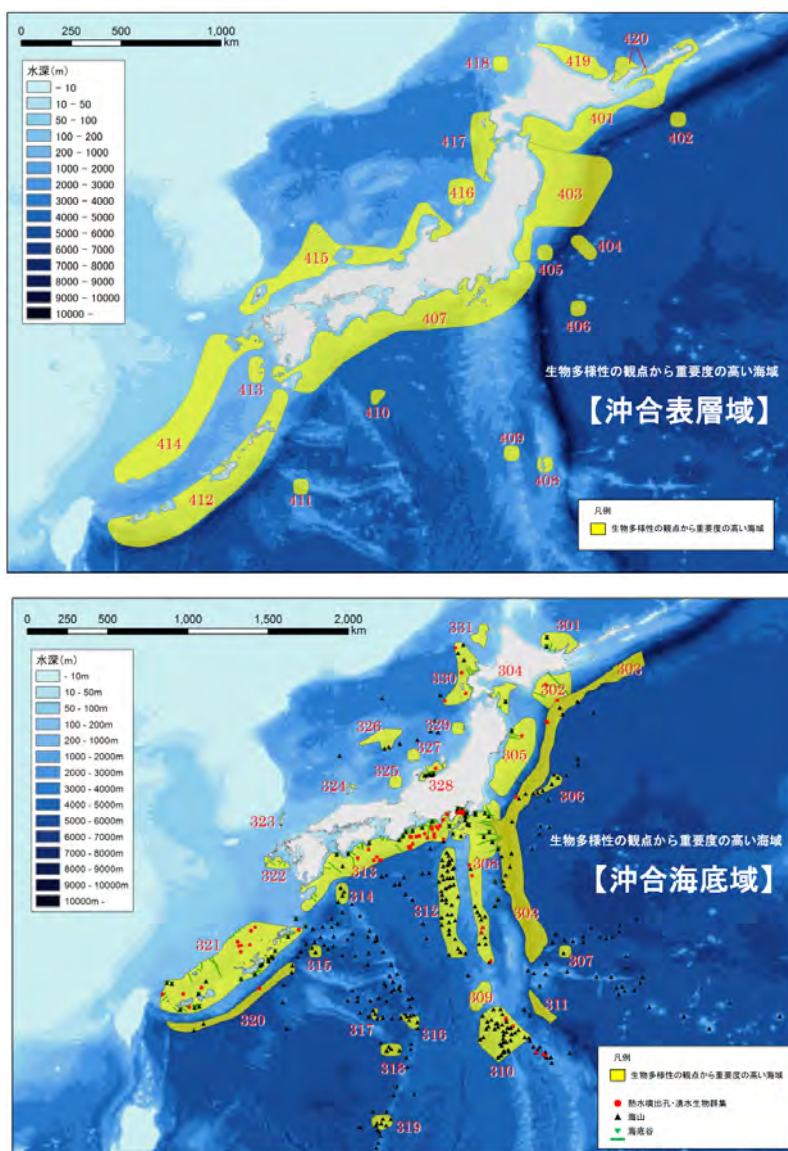 0 250 500 1,000
km
水深(m)
- 10
10 - 50
50 - 100
100 - 200
200 - 1000
1000 - 2000
2000 - 3000
3000 - 4000
4000 - 5000
5000 - 6000
6000 - 7000
7000 - 8000
8000 - 9000
9000 - 10000
10000 -
420
418
419
401
402
417
416
403
415
404
405
407
406
413
410
414
409
408
411
412
生物多様性の観点から重要度の高い海域
【沖合表層域】
凡例
生物多様性の観点から重要度の高い海域
0 250 500 1,000 1,500 2,000
km
水深(m)
- 10m
10 - 50m
50 - 100m
100 - 200m
200 - 1000m
1000 - 2000m
2000 - 3000m
3000 - 4000m
4000 - 5000m
5000 - 6000m
6000 - 7000m
7000 - 8000m
8000 - 9000m
9000 - 10000m
10000m -
331
301
304
303
330
302
326
329
327
305
325
328
324
306
323
322
313
308
314
312
303
321
315
307
309
311
320
317
316
318
310
319
生物多様性の観点から重要度の高い海域
【沖合海底域】
凡例
生物多様性の観点から重要度の高い海域
熱水噴出孔・湧水生物群集
海山
海底谷